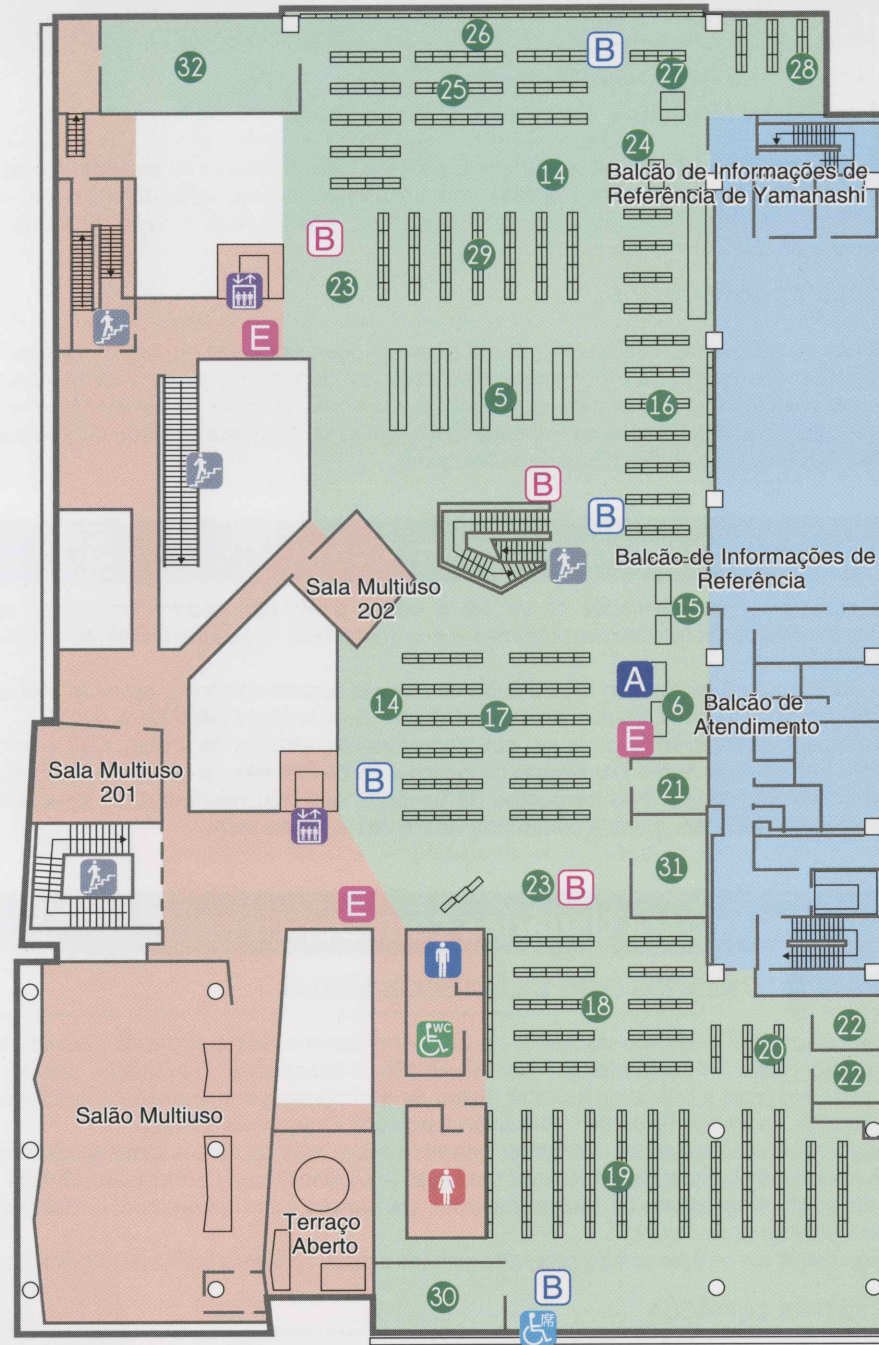 26
B
32
27
28
25
24
Balcão de Informações de
Referência de Yamanashi
14
B
29
23
E
5
16
B
B
Balcão de Informações de
Referência
Sala Multiuso
202
15
A
14
17
6
Balcão de
Atendimento
E
Sala Multiuso
201
B
21
31
23
B
E
WC
18
22
20
22
Salão Multiuso
19
Terraço
Aberto
30
B
席